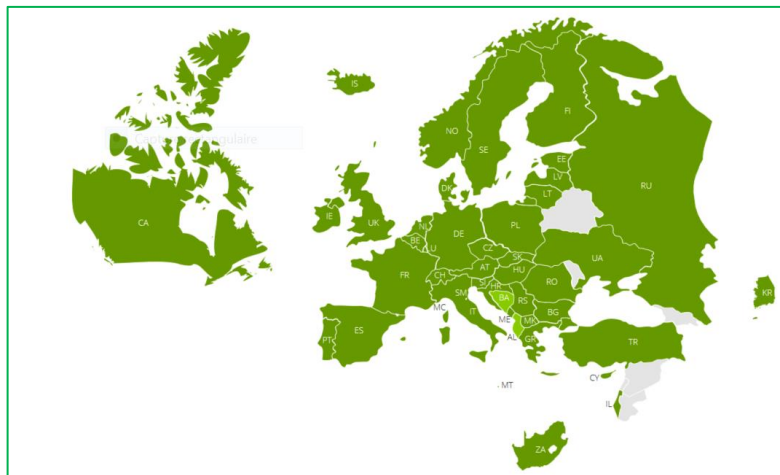 IS
NO
FI
SE
EE
LV
LT
DK
RU
CA
IE
UK
NL
BE
LU
DE
PL
CZ
SK
UA
FR
CH
AT
HU
SI
HR
RO
SM
BA
RS
MC
IT
ME
MK
BG
AL
GR
PT
ES
TR
KR
CY
MT
IL
ZA